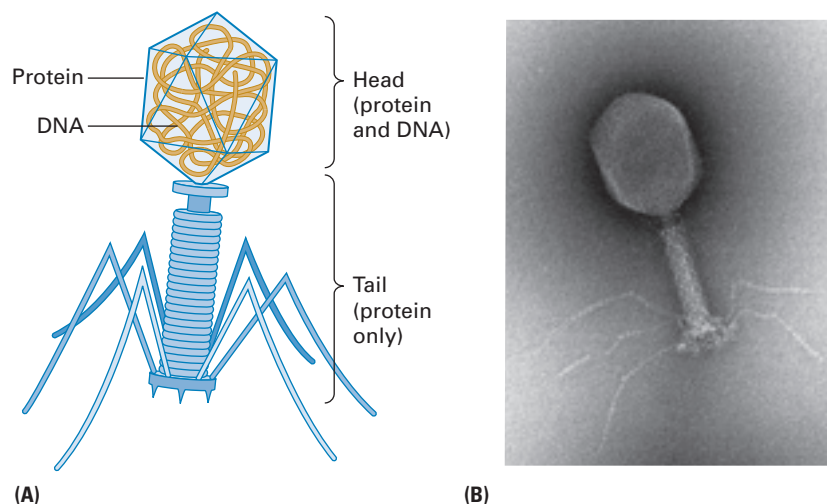 Protein
DNA
Head
(protein
and DNA)
Tail
(protein
only)
(A)
(B)